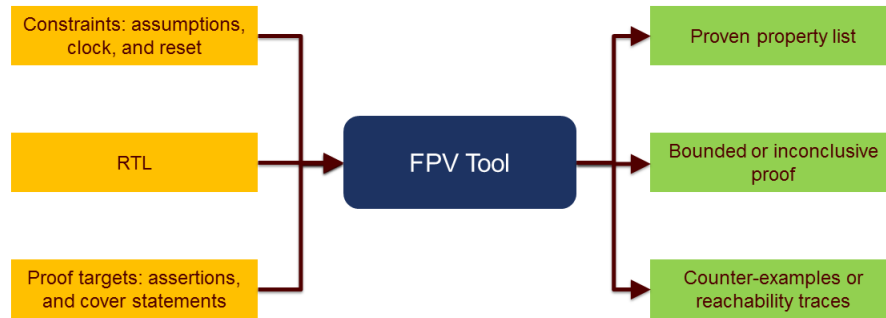 Constraints: assumptions,
clock, and reset
RTL
Proof targets: assertions,
and cover statements
FPV Tool
Proven property list
Bounded or inconclusive
proof
Counter-examples or
reachability traces